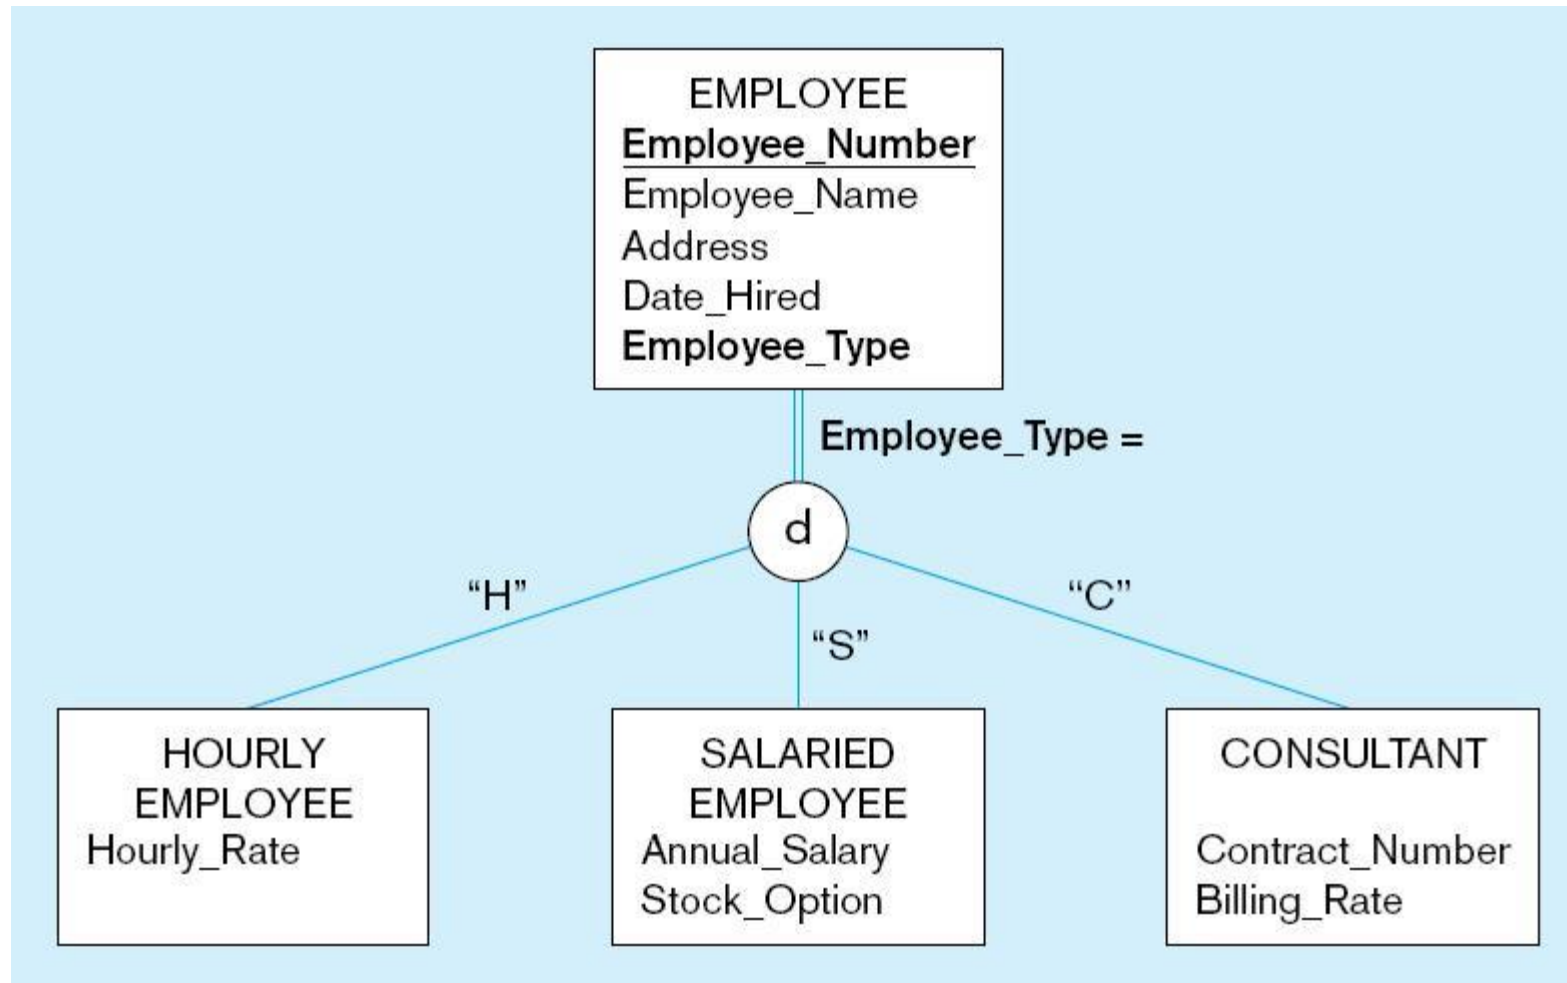 EMPLOYEE
Employee_Number
Employee_Name
Address
Date_Hired
Employee_Type
Employee_Type =
d
“H”
“S”
“C”
HOURLY
EMPLOYEE
Hourly_Rate
SALARIED
EMPLOYEE
Annual_Salary
Stock_Option
CONSULTANT
Contract_Number
Billing_Rate